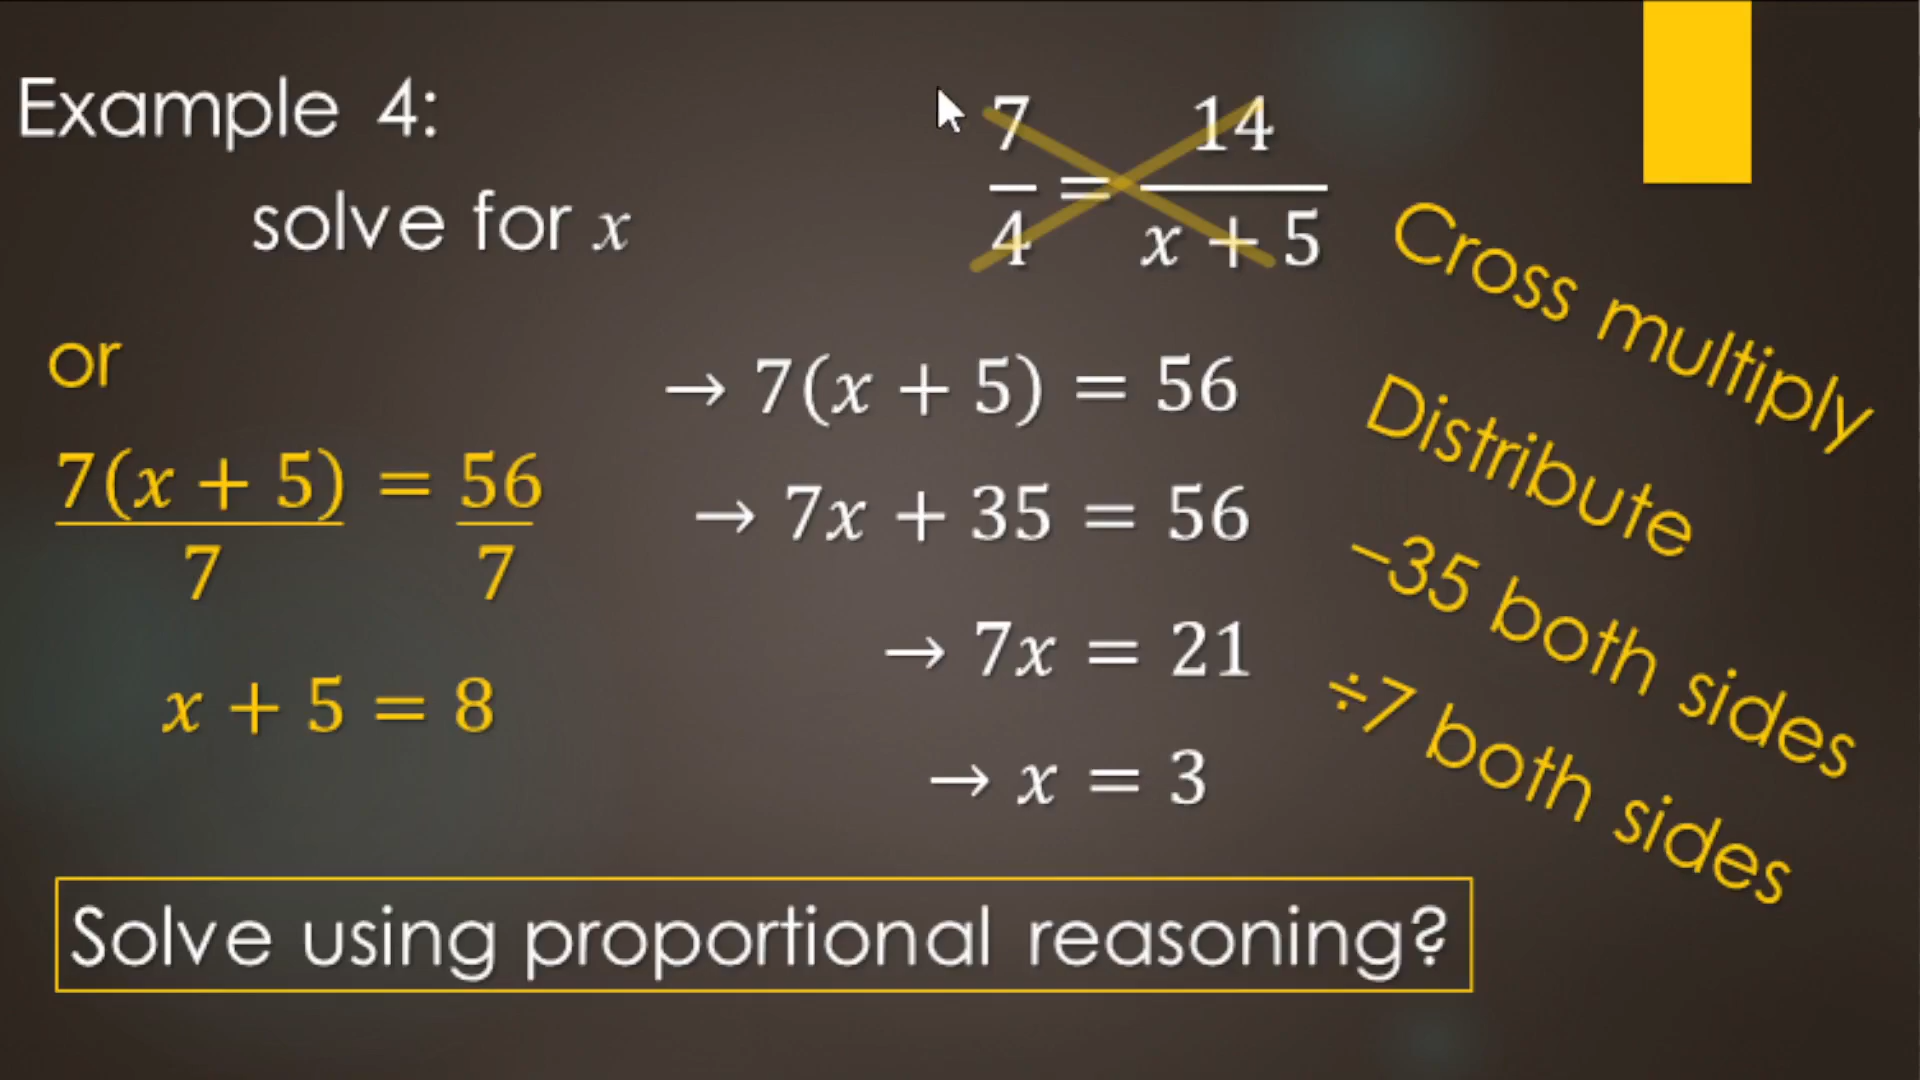 Example 4:
solve for x
7/4 = 14/(x + 5)
Cross multiply
→ 7(x + 5) = 56
Distribute
→ 7x + 35 = 56
–35 both sides
→ 7x = 21
÷7 both sides
→ x = 3
or
7(x + 5)/7 = 56/7
x + 5 = 8
Solve using proportional reasoning?